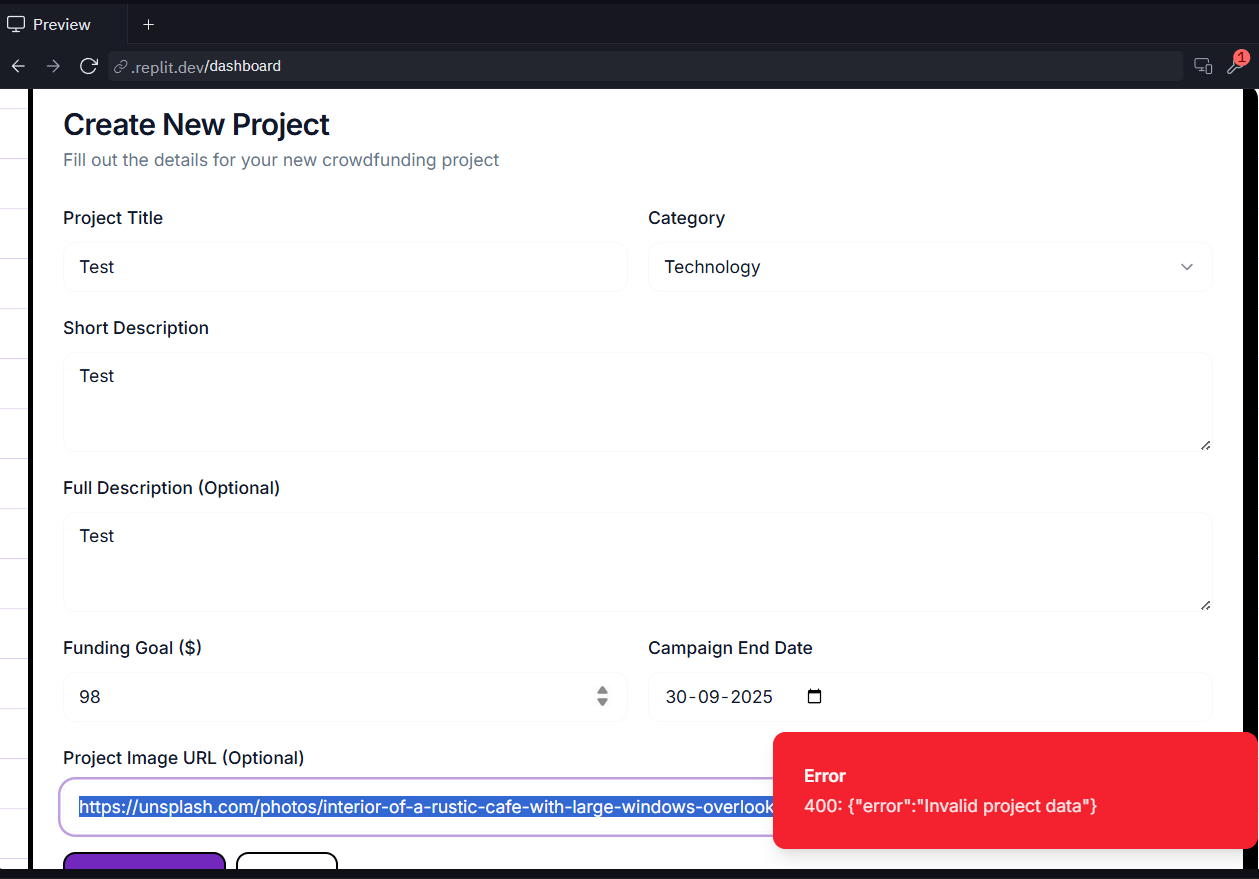 Preview
.replit.dev/dashboard
1
Create New Project
Fill out the details for your new crowdfunding project
Project Title
Category
Test
Technology
Short Description
Test
Full Description (Optional)
Test
Funding Goal ($)
Campaign End Date
98
30-09-2025
Project Image URL (Optional)
https://unsplash.com/photos/interior-of-a-rustic-cafe-with-large-windows-overlook
Error
400: {"error":"Invalid project data"}